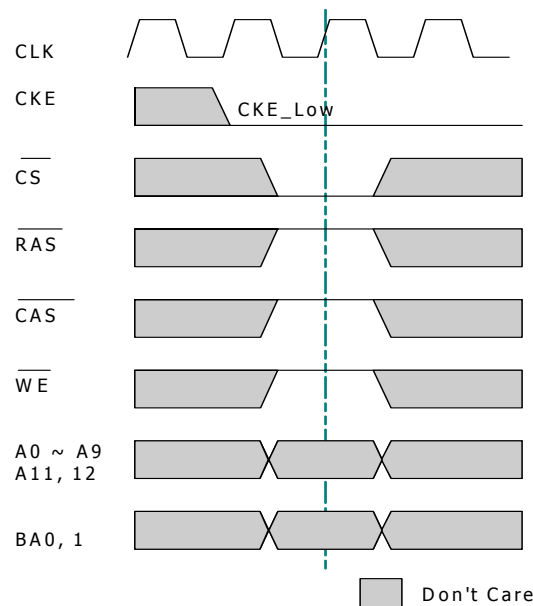 CLK
CKE
CKE_Low
CS
RAS
CAS
WE
A0 ~ A9
A11, 12
BA0, 1
Don't Care